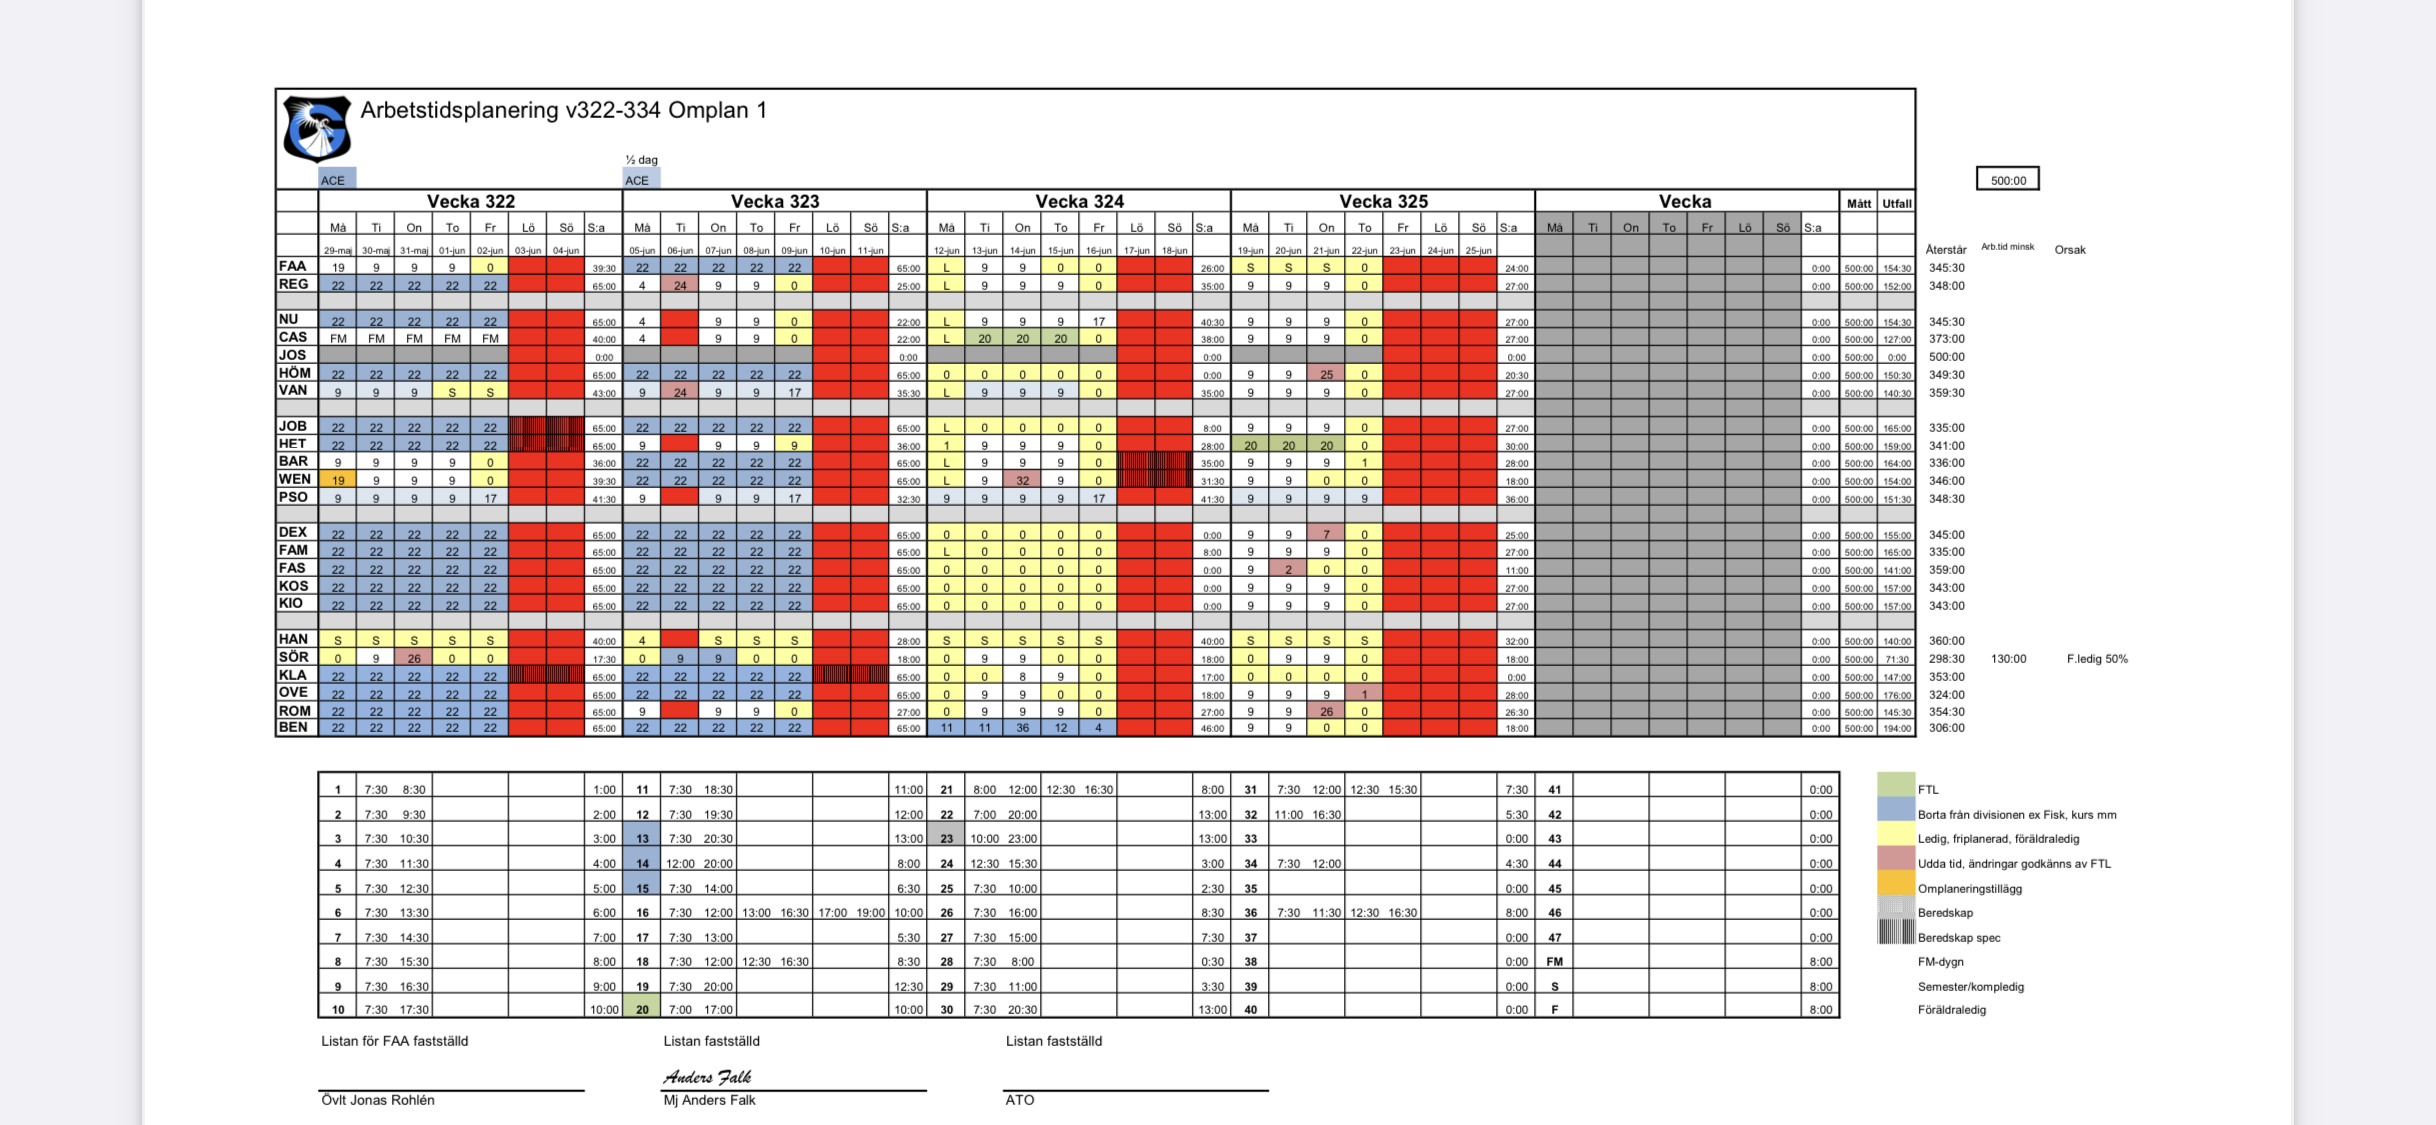 Arbetstidsplanering v322-334 Omplan 1
½ dag
ACE ACE 500:00
Vecka 322 Vecka 323 Vecka 324 Vecka 325 Vecka Mått Utfall
Må Ti On To Fr Lö Sö S:a Må Ti On To Fr Lö Sö S:a Må Ti On To Fr Lö Sö S:a Må Ti On To Fr Lö Sö S:a Må Ti On To Fr Lö Sö S:a
29-maj 30-maj 31-maj 01-jun 02-jun 03-jun 04-jun 05-jun 06-jun 07-jun 08-jun 09-jun 10-jun 11-jun 12-jun 13-jun 14-jun 15-jun 16-jun 17-jun 18-jun 19-jun 20-jun 21-jun 22-jun 23-jun 24-jun 25-jun Återstår Arb.tid minsk Orsak
FAA 19 9 9 9 0 39:30 22 22 22 22 22 65:00 L 9 9 0 0 26:00 S S S 0 24:00 0:00 500:00 154:30 345:30
REG 22 22 22 22 22 65:00 4 24 9 9 0 25:00 L 9 9 9 0 35:00 9 9 9 0 27:00 0:00 500:00 152:00 348:00
NU 22 22 22 22 22 65:00 4 9 9 0 22:00 L 9 9 9 17 40:30 9 9 9 0 27:00 0:00 500:00 154:30 345:30
CAS FM FM FM FM FM 40:00 4 9 9 0 22:00 L 20 20 20 0 38:00 9 9 9 0 27:00 0:00 500:00 127:00 373:00
JOS 0:00 0:00 0:00 0:00 0:00 500:00 0:00 500:00
HÖM 22 22 22 22 22 65:00 22 22 22 22 22 65:00 0 0 0 0 0 0:00 9 9 25 0 20:30 0:00 500:00 150:30 349:30
VAN 9 9 9 S S 43:00 9 24 9 9 17 35:30 L 9 9 9 0 35:00 9 9 9 0 27:00 0:00 500:00 140:30 359:30
JOB 22 22 22 22 22 65:00 22 22 22 22 22 65:00 L 0 0 0 0 8:00 9 9 9 0 27:00 0:00 500:00 165:00 335:00
HET 22 22 22 22 22 65:00 9 9 9 9 36:00 1 9 9 9 0 28:00 20 20 20 0 30:00 0:00 500:00 159:00 341:00
BAR 9 9 9 9 0 36:00 22 22 22 22 22 65:00 L 9 9 9 0 35:00 9 9 9 1 28:00 0:00 500:00 164:00 336:00
WEN 19 9 9 9 0 39:30 22 22 22 22 22 65:00 L 9 32 9 0 31:30 9 9 0 0 18:00 0:00 500:00 154:00 346:00
PSO 9 9 9 9 17 41:30 9 9 9 17 32:30 9 9 9 9 17 41:30 9 9 9 9 36:00 0:00 500:00 151:30 348:30
DEX 22 22 22 22 22 65:00 22 22 22 22 22 65:00 0 0 0 0 0 0:00 9 9 7 0 25:00 0:00 500:00 155:00 345:00
FAM 22 22 22 22 22 65:00 22 22 22 22 22 65:00 L 0 0 0 0 8:00 9 9 9 0 27:00 0:00 500:00 165:00 335:00
FAS 22 22 22 22 22 65:00 22 22 22 22 22 65:00 0 0 0 0 0 0:00 9 2 0 0 11:00 0:00 500:00 141:00 359:00
KOS 22 22 22 22 22 65:00 22 22 22 22 22 65:00 0 0 0 0 0 0:00 9 9 9 0 27:00 0:00 500:00 157:00 343:00
KIO 22 22 22 22 22 65:00 22 22 22 22 22 65:00 0 0 0 0 0 0:00 9 9 9 0 27:00 0:00 500:00 157:00 343:00
HAN S S S S S 40:00 4 S S S 28:00 S S S S S 40:00 S S S S 32:00 0:00 500:00 140:00 360:00
SÖR 0 9 26 0 0 17:30 0 9 9 0 0 18:00 0 9 9 0 0 18:00 0 9 9 0 18:00 0:00 500:00 71:30 298:30 130:00 F.ledig 50%
KLA 22 22 22 22 22 65:00 22 22 22 22 22 65:00 0 0 8 9 0 17:00 0 0 0 0 0:00 0:00 500:00 147:00 353:00
OVE 22 22 22 22 22 65:00 22 22 22 22 22 65:00 0 9 9 0 0 18:00 9 9 9 1 28:00 0:00 500:00 176:00 324:00
ROM 22 22 22 22 22 65:00 9 9 9 0 27:00 0 9 9 9 0 27:00 9 9 26 0 26:30 0:00 500:00 145:30 354:30
BEN 22 22 22 22 22 65:00 22 22 22 22 22 65:00 11 11 36 12 4 46:00 9 9 0 0 18:00 0:00 500:00 194:00 306:00
1 7:30 8:30 1:00 11 7:30 18:30 11:00 21 8:00 12:00 12:30 16:30 8:00 31 7:30 12:00 12:30 15:30 7:30 41 0:00 FTL
2 7:30 9:30 2:00 12 7:30 19:30 12:00 22 7:00 20:00 13:00 32 11:00 16:30 5:30 42 0:00 Borta från divisionen ex Fisk, kurs mm
3 7:30 10:30 3:00 13 7:30 20:30 13:00 23 10:00 23:00 13:00 33 0:00 43 0:00 Ledig, friplanerad, föräldraledig
4 7:30 11:30 4:00 14 12:00 20:00 8:00 24 12:30 15:30 3:00 34 7:30 12:00 4:30 44 0:00 Udda tid, ändringar godkänns av FTL
5 7:30 12:30 5:00 15 7:30 14:00 6:30 25 7:30 10:00 2:30 35 0:00 45 0:00 Omplaneringstillägg
6 7:30 13:30 6:00 16 7:30 12:00 13:00 16:30 17:00 19:00 10:00 26 7:30 16:00 8:30 36 7:30 11:30 12:30 16:30 8:00 46 0:00 Beredskap
7 7:30 14:30 7:00 17 7:30 13:00 5:30 27 7:30 15:00 7:30 37 0:00 47 0:00 Beredskap spec
8 7:30 15:30 8:00 18 7:30 12:00 12:30 16:30 8:30 28 7:30 8:00 0:30 38 0:00 FM 8:00 FM-dygn
9 7:30 16:30 9:00 19 7:30 20:00 12:30 29 7:30 11:00 3:30 39 0:00 S 8:00 Semester/kompledig
10 7:30 17:30 10:00 20 7:00 17:00 10:00 30 7:30 20:30 13:00 40 0:00 F 8:00 Föräldraledig
Listan för FAA fastställd Listan fastställd Listan fastställd
Anders Falk
Övlt Jonas Rohlén Mj Anders Falk ATO